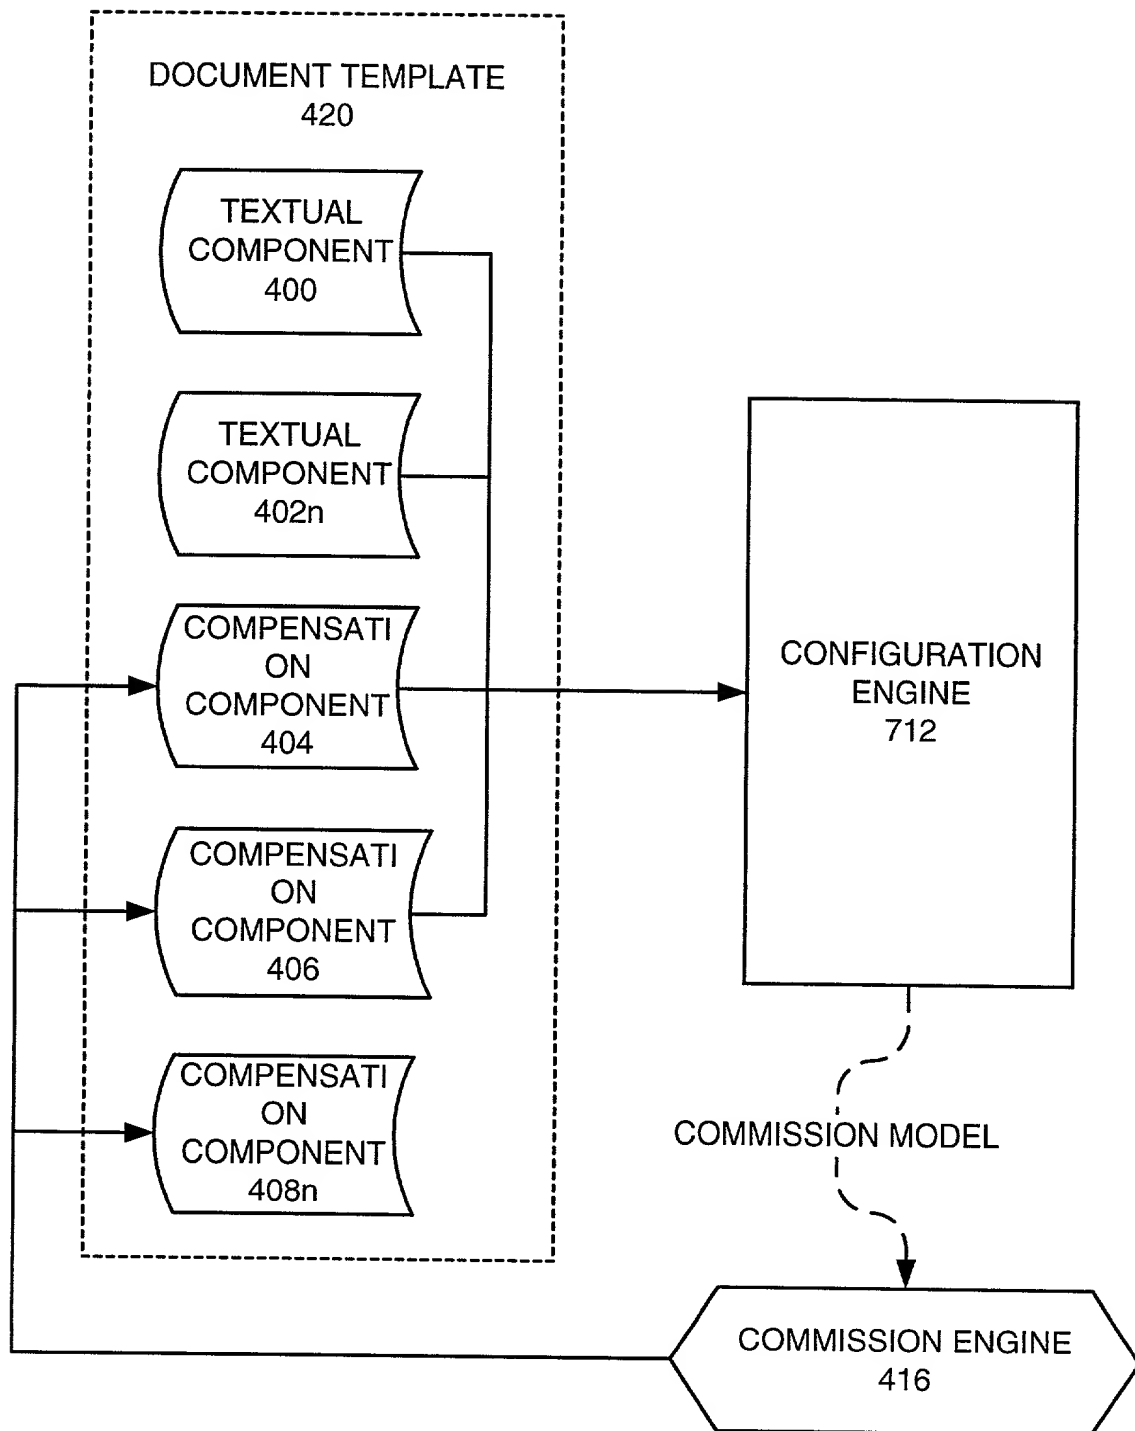 DOCUMENT TEMPLATE
420
TEXTUAL
COMPONENT
400
TEXTUAL
COMPONENT
402n
COMPENSATI
ON
COMPONENT
404
COMPENSATI
ON
COMPONENT
406
COMPENSATI
ON
COMPONENT
408n
CONFIGURATION
ENGINE
712
COMMISSION MODEL
COMMISSION ENGINE
416